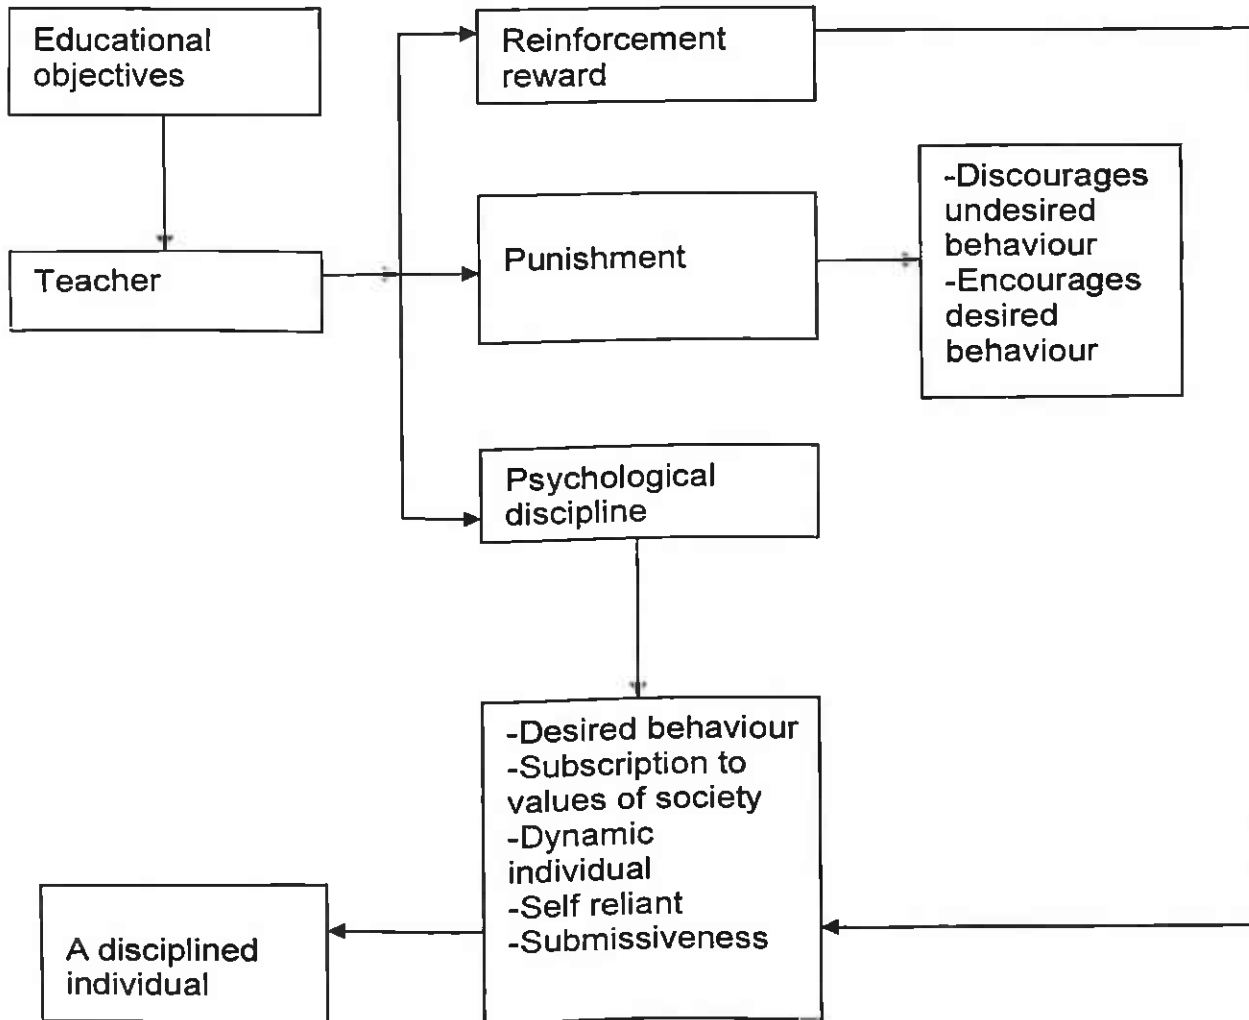 Educational
objectives
Reinforcement
reward
-Discourages
undesired
behaviour
-Encourages
desired
behaviour
Teacher
Punishment
Psychological
discipline
-Desired behaviour
-Subscription to
values of society
-Dynamic
individual
-Self reliant
-Submissiveness
A disciplined
individual